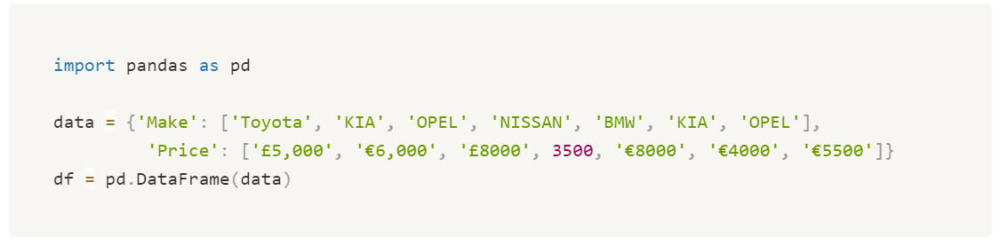 import pandas as pd
data = {'Make': ['Toyota', 'KIA', 'OPEL', 'NISSAN', 'BMW', 'KIA', 'OPEL'],
'Price': ['£5,000', '€6,000', '£8000', 3500, '€8000', '€4000', '€5500']}
df = pd.DataFrame(data)